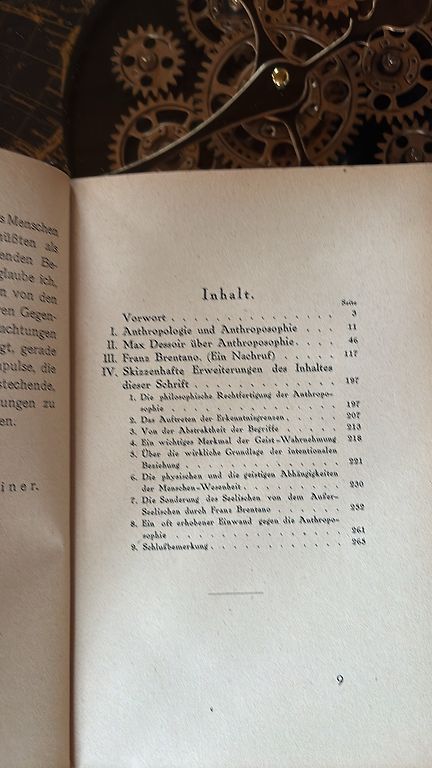 s Menschen
müßten als
enden Be-
glaube ich,
n von den
ren Gegen-
achtungen
gt, gerade
mpulse, die
stechende,
ungen zu
en.
iner.
Inhalt.
Seite
Vorwort . . . . . . . . . . . . . . 3
I. Anthropologie und Anthroposophie . . . 11
II. Max Dessoir über Anthroposophie . . . . 46
III. Franz Brentano. (Ein Nachruf) . . . . . 117
IV. Skizzenhafte Erweiterungen des Inhaltes
dieser Schrift . . . . . . . . . . . 197
1. Die philosophische Rechtfertigung der Anthropo-
sophie . . . . . . . . . . . . . 197
2. Das Auftreten der Erkenntnisgrenzen . . . . 207
3. Von der Abstraktheit der Begriffe . . . . . 213
4. Ein wichtiges Merkmal der Geist-Wahrnehmung 218
5. Über die wirkliche Grundlage der intentionalen
Beziehung . . . . . . . . . . . . 221
6. Die physischen und die geistigen Abhängigkeiten
der Menschen-Wesenheit . . . . . . . . 230
7. Die Sonderung des Seelischen von dem Außer-
Seelischen durch Franz Brentano . . . . . 252
8. Ein oft erhobener Einwand gegen die Anthropo-
sophie . . . . . . . . . . . . . 261
9. Schlußbemerkung . . . . . . . . . . 265
9